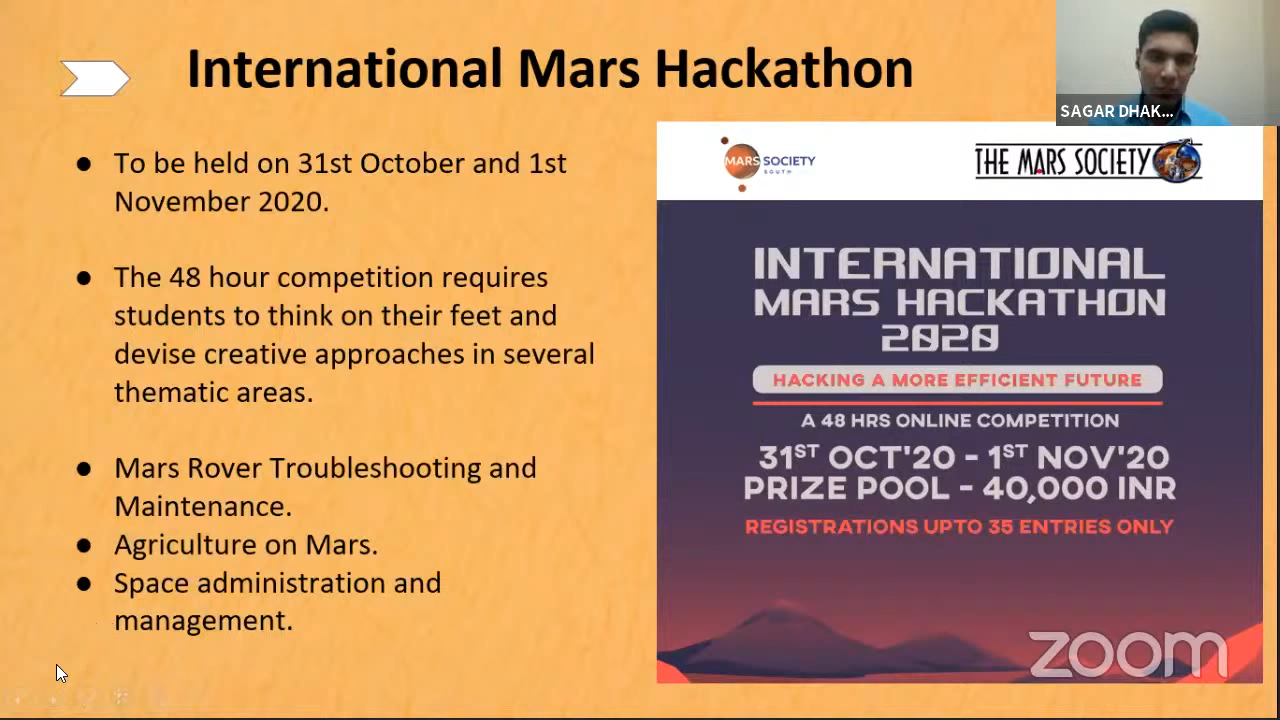 International Mars Hackathon
SAGAR DHAK...
● To be held on 31st October and 1st
November 2020.
● The 48 hour competition requires
students to think on their feet and
devise creative approaches in several
thematic areas.
● Mars Rover Troubleshooting and
Maintenance.
● Agriculture on Mars.
● Space administration and
management.
MARS SOCIETY
SOUTH
THE MARS SOCIETY
INTERNATIONAL
MARS HACKATHON
2020
HACKING A MORE EFFICIENT FUTURE
A 48 HRS ONLINE COMPETITION
31ST OCT'20 - 1ST NOV'20
PRIZE POOL - 40,000 INR
REGISTRATIONS UPTO 35 ENTRIES ONLY
zoom